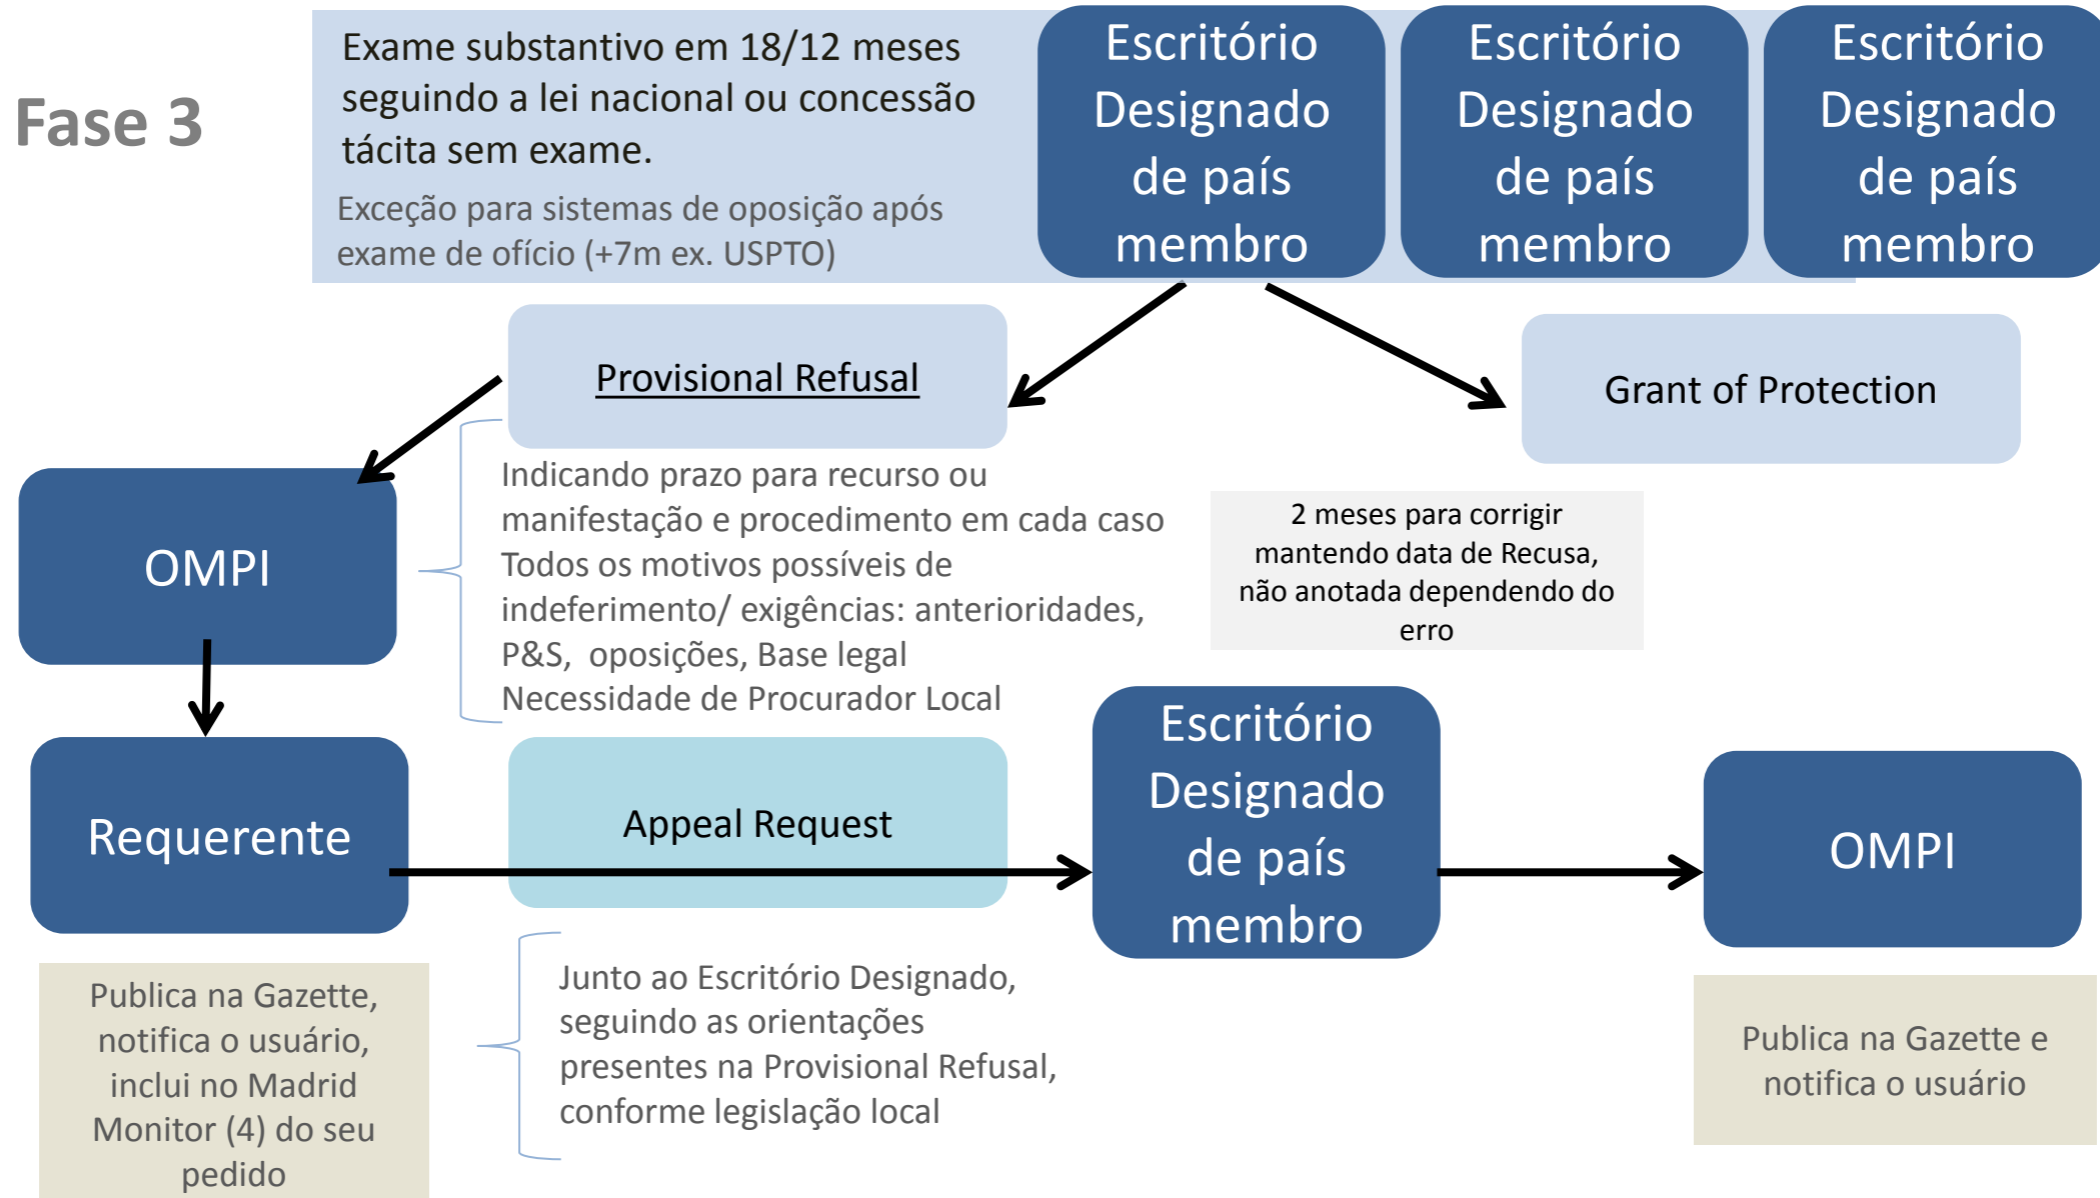 Fase 3
Exame substantivo em 18/12 meses
seguindo a lei nacional ou concessão
tácita sem exame.
Exceção para sistemas de oposição após
exame de ofício (+7m ex. USPTO)
Escritório
Designado
de país
membro
Escritório
Designado
de país
membro
Escritório
Designado
de país
membro
Provisional Refusal
Grant of Protection
OMPI
Indicando prazo para recurso ou
manifestação e procedimento em cada caso
Todos os motivos possíveis de
indeferimento/ exigências: anterioridades,
P&S,  oposições, Base legal
Necessidade de Procurador Local
2 meses para corrigir
mantendo data de Recusa,
não anotada dependendo do
erro
Requerente
Appeal Request
Escritório
Designado
de país
membro
OMPI
Publica na Gazette,
notifica o usuário,
inclui no Madrid
Monitor (4) do seu
pedido
Junto ao Escritório Designado,
seguindo as orientações
presentes na Provisional Refusal,
conforme legislação local
Publica na Gazette e
notifica o usuário